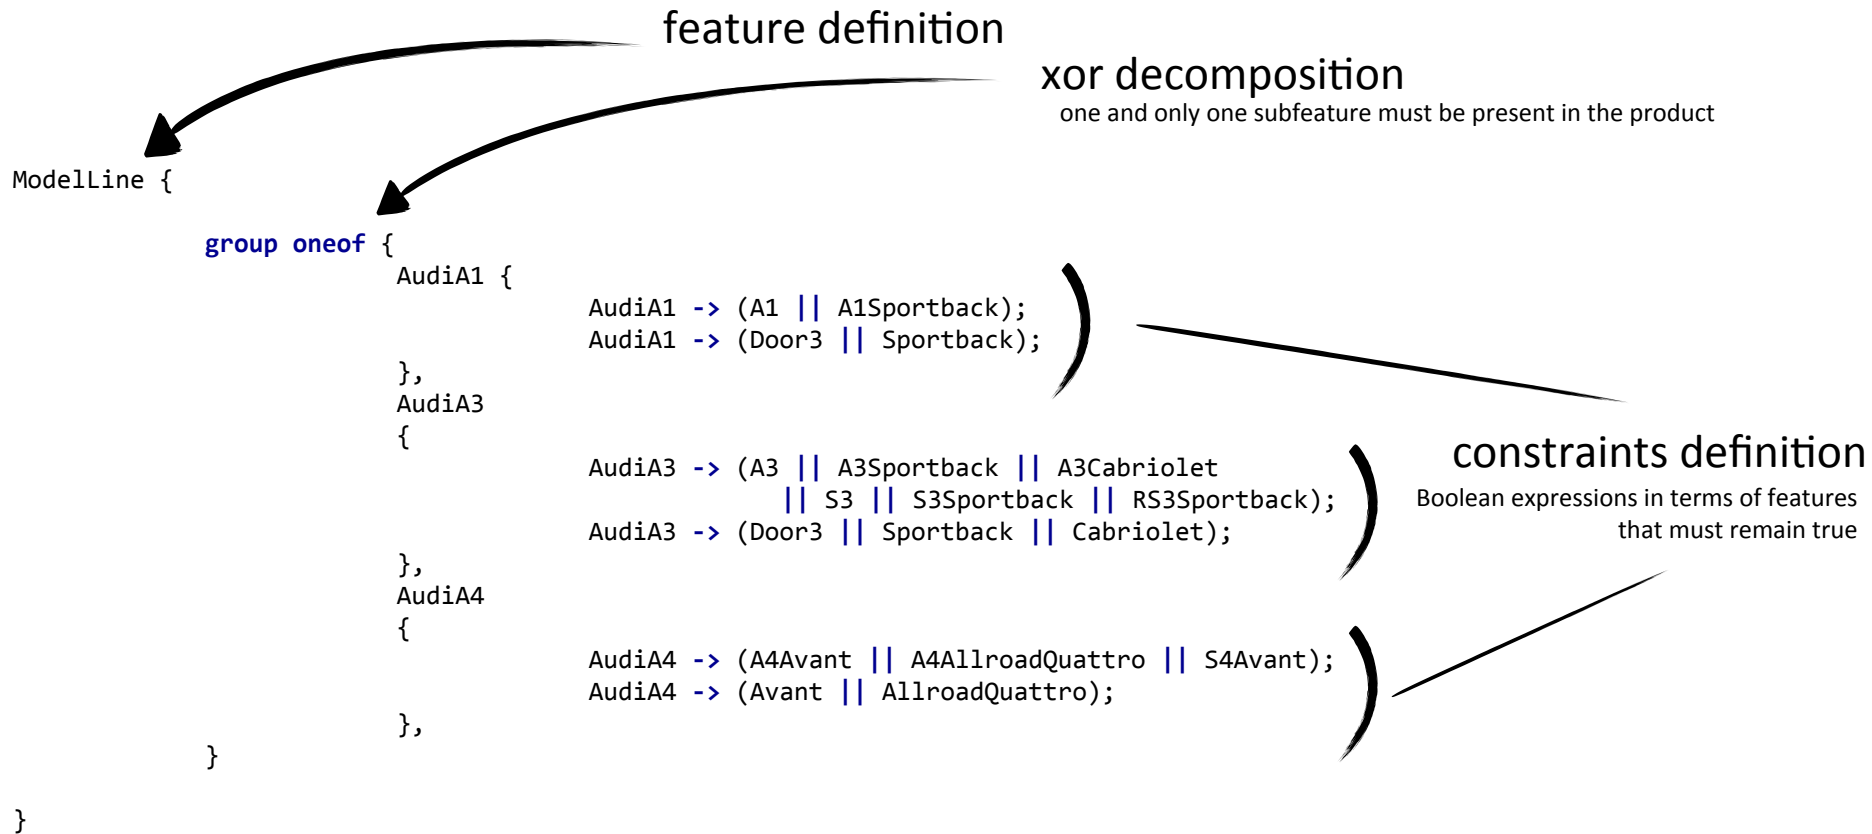 feature definition
xor decomposition
one and only one subfeature must be present in the product
ModelLine {
group oneof {
AudiA1 {
AudiA1 -> (A1 || A1Sportback);
AudiA1 -> (Door3 || Sportback);
},
AudiA3
{
AudiA3 -> (A3 || A3Sportback || A3Cabriolet
|| S3 || S3Sportback || RS3Sportback);
AudiA3 -> (Door3 || Sportback || Cabriolet);
},
AudiA4
{
AudiA4 -> (A4Avant || A4AllroadQuattro || S4Avant);
AudiA4 -> (Avant || AllroadQuattro);
},
}
}
constraints definition
Boolean expressions in terms of features
that must remain true